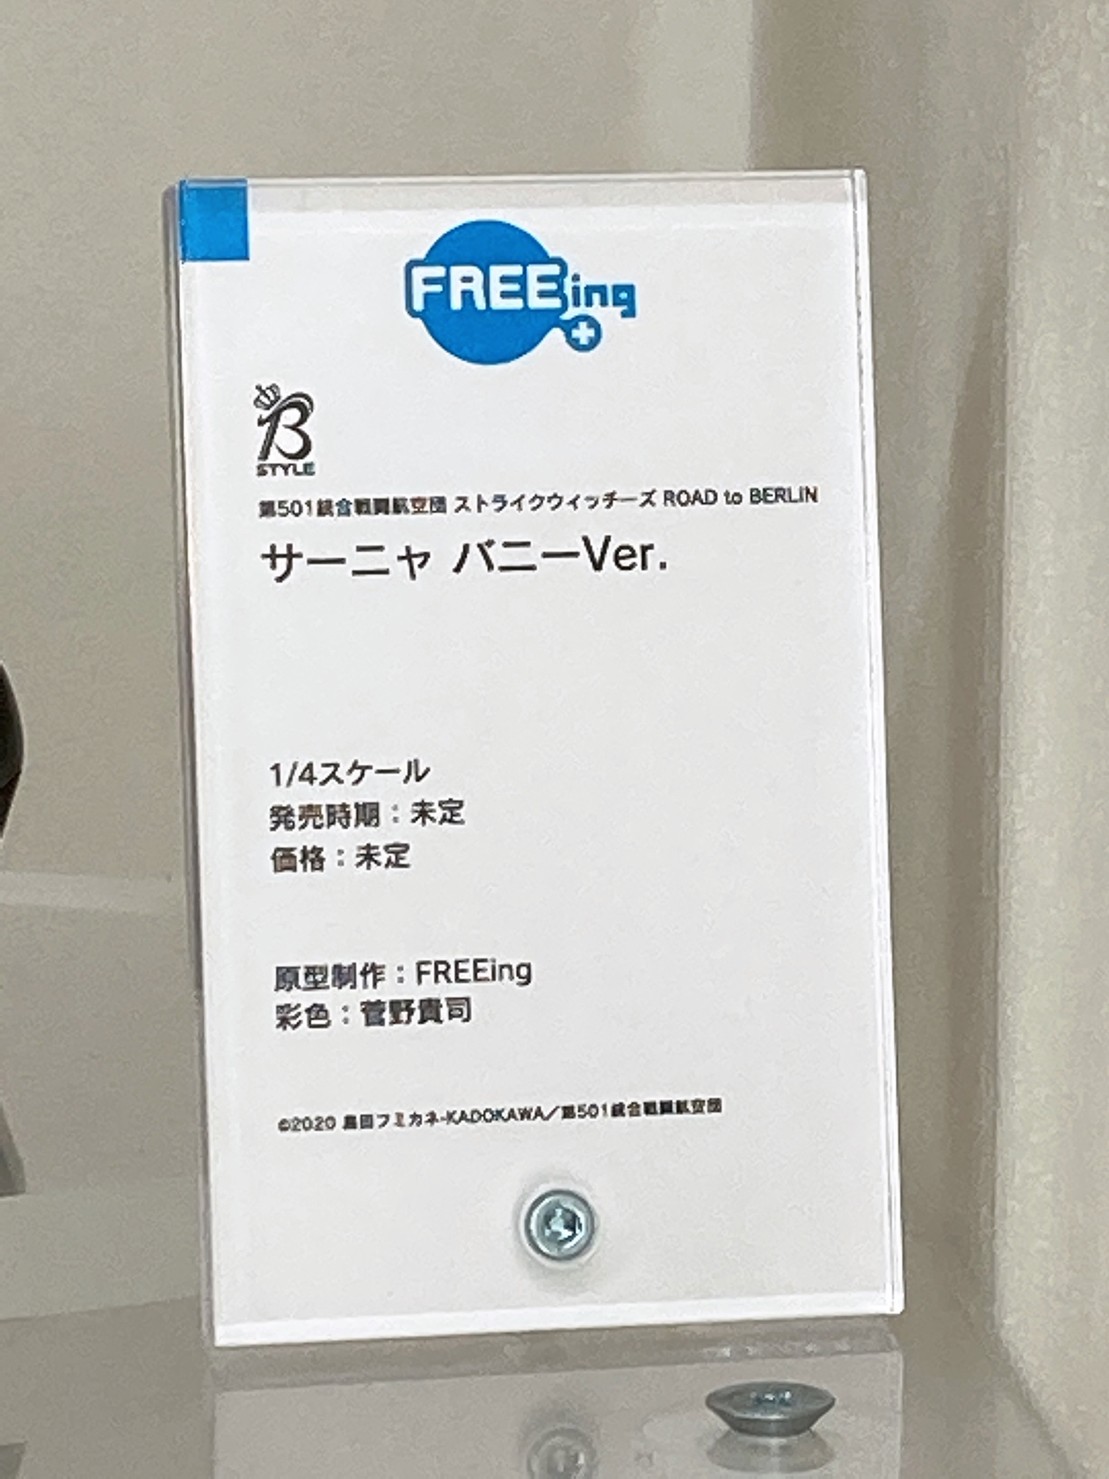 FREEing
B
STYLE
第501統合戦闘航空団 ストライクウィッチーズ ROAD to BERLIN
サーニャ バニーVer.
1/4スケール
発売時期：未定
価格：未定
原型制作：FREEing
彩色：菅野貴司
©2020 島田フミカネ・KADOKAWA／第501統合戦闘航空団